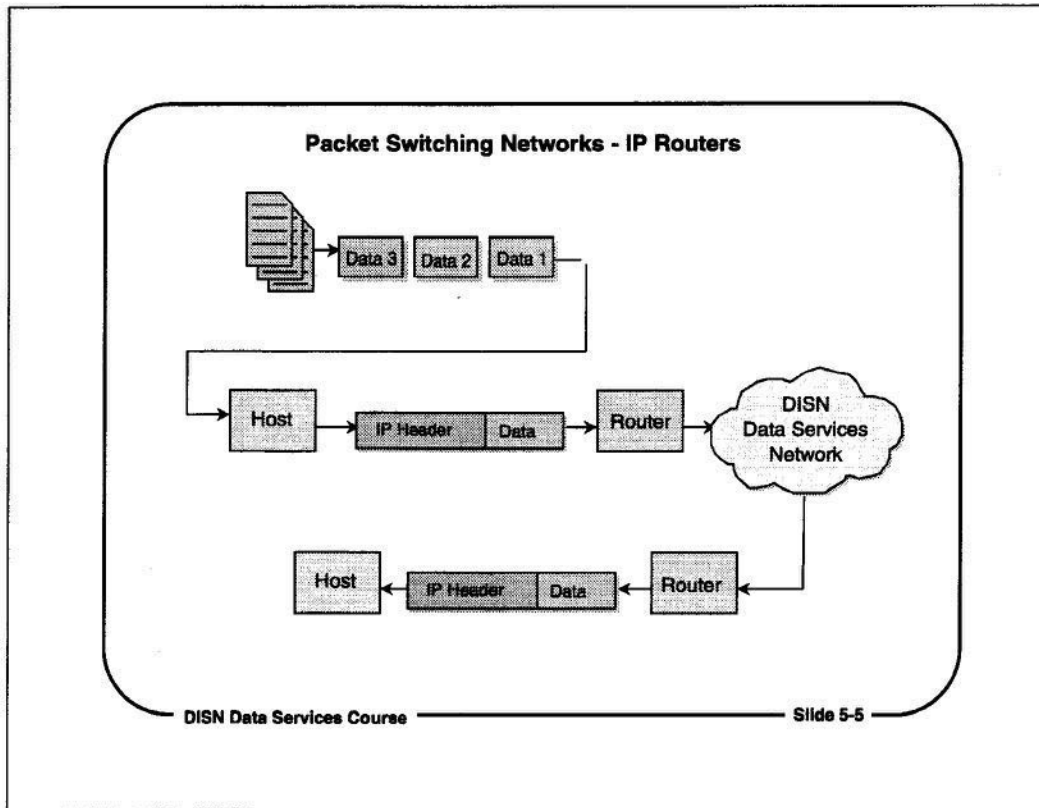 Packet Switching Networks - IP Routers
Data 3 Data 2 Data 1
Host IP Header Data Router
DISN
Data Services
Network
Host IP Header Data Router
DISN Data Services Course Slide 5-5